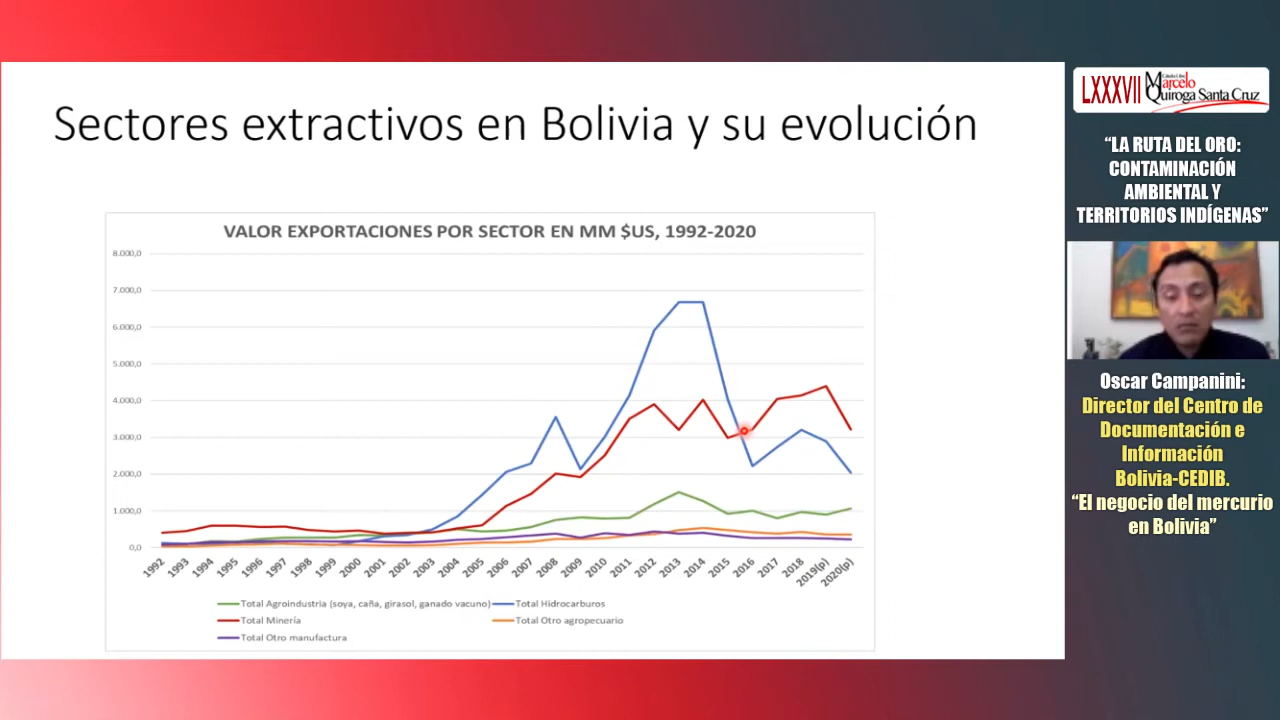 Sectores extractivos en Bolivia y su evolución
VALOR EXPORTACIONES POR SECTOR EN MM $US, 1992-2020
8.000,0
7.000,0
6.000,0
5.000,0
4.000,0
3.000,0
2.000,0
1.000,0
0,0
1992
1993
1994
1995
1996
1997
1998
1999
2000
2001
2002
2003
2004
2005
2006
2007
2008
2009
2010
2011
2012
2013
2014
2015
2016
2017
2018
2019(p)
2020(p)
Total Agroindustria (soya, caña, girasol, ganado vacuno)
Total Hidrocarburos
Total Minería
Total Otro agropecuario
Total Otro manufactura
LXXXVII
Marcelo
Quiroga Santa Cruz
“LA RUTA DEL ORO:
CONTAMINACIÓN
AMBIENTAL Y
TERRITORIOS INDÍGENAS”
Oscar Campanini:
Director del Centro de
Documentación e
Información
Bolivia-CEDIB.
“El negocio del mercurio
en Bolivia”